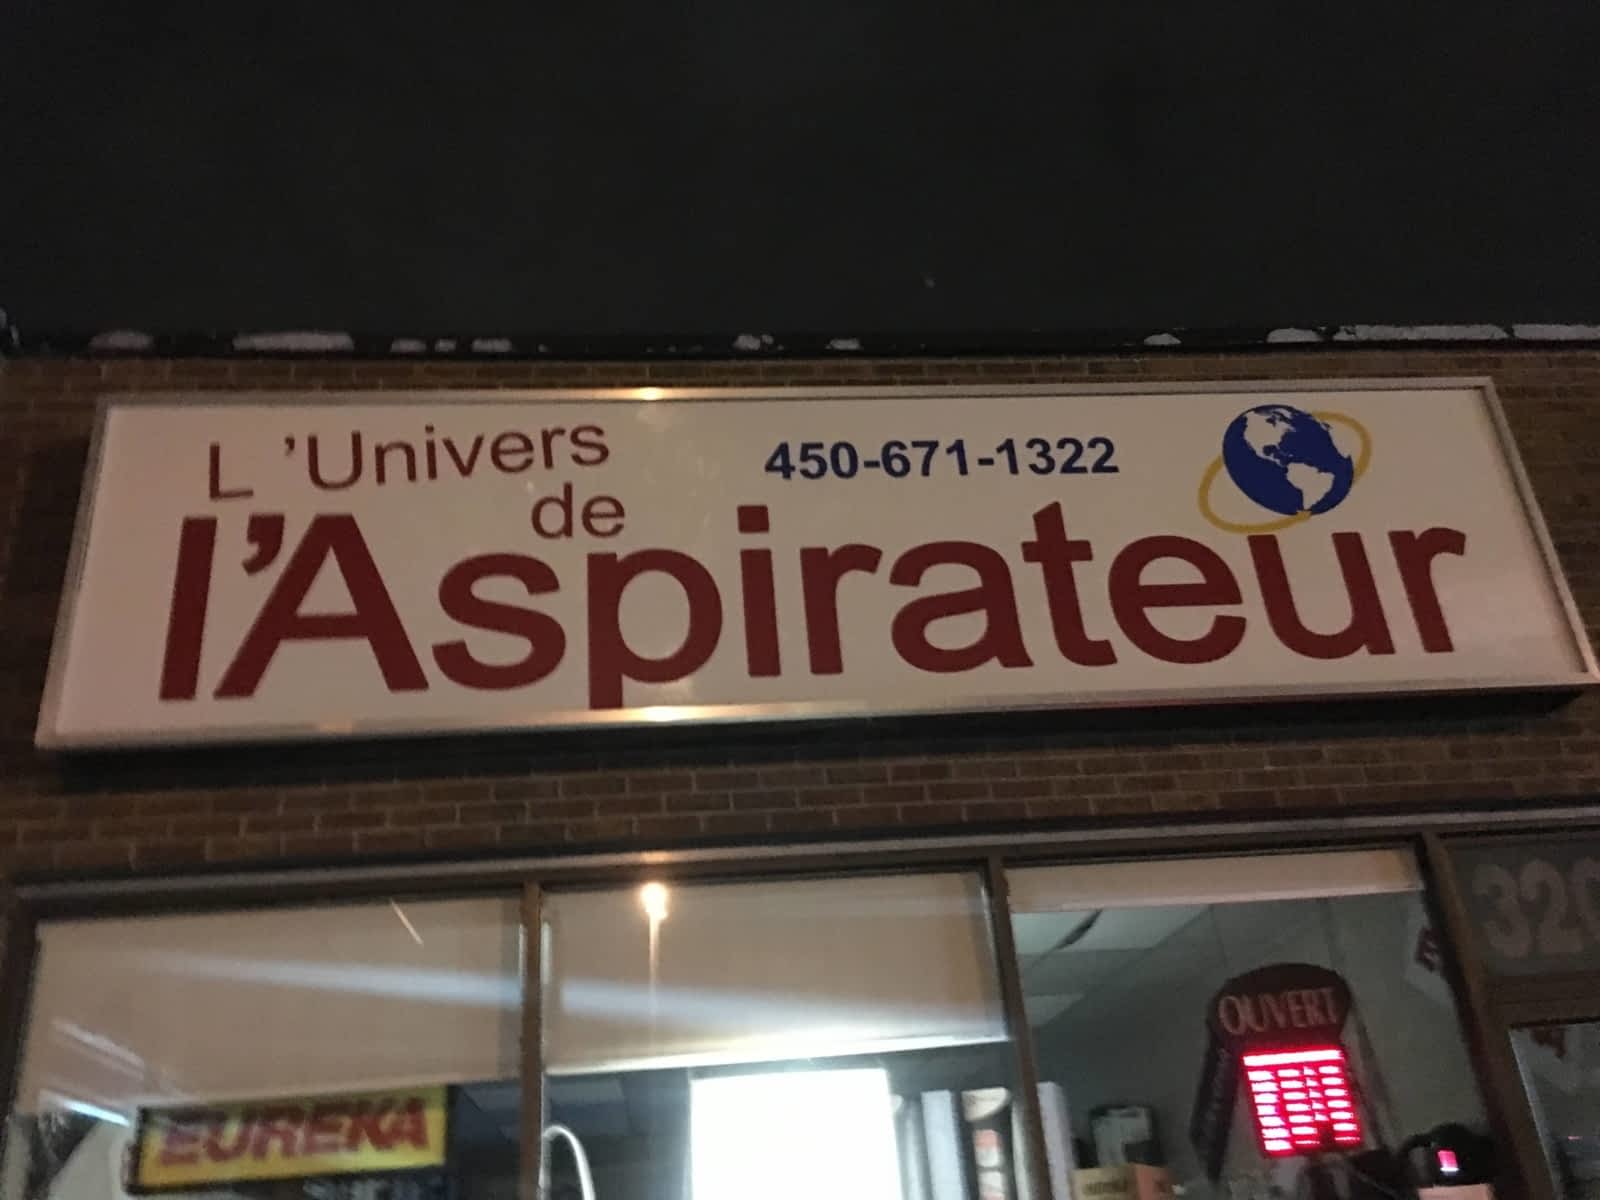 L'Univers
de
l'Aspirateur
450-671-1322
EUREKA
OUVERT